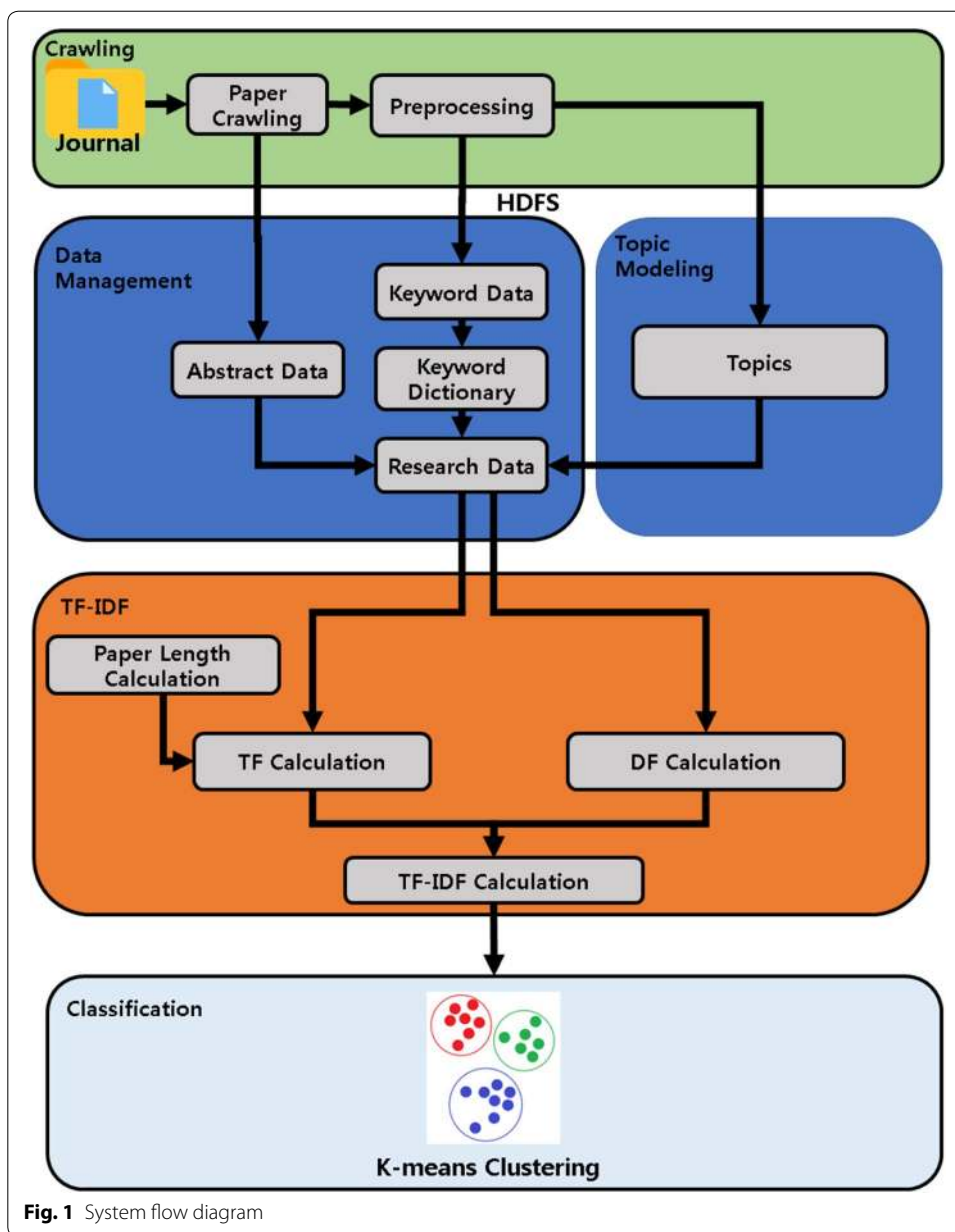 Crawling
Journal
Paper
Crawling
Preprocessing
HDFS
Data
Management
Topic
Modeling
Keyword Data
Abstract Data
Keyword
Dictionary
Topics
Research Data
TF-IDF
Paper Length
Calculation
TF Calculation
DF Calculation
TF-IDF Calculation
Classification
K-means Clustering
Fig. 1 System flow diagram